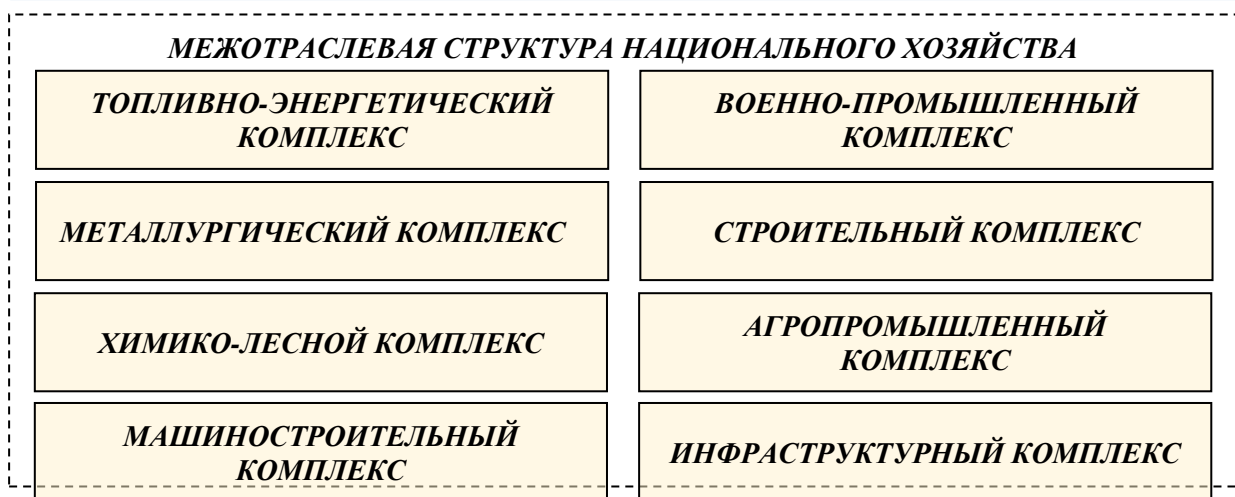 МЕЖОТРАСЛЕВАЯ СТРУКТУРА НАЦИОНАЛЬНОГО ХОЗЯЙСТВА
ТОПЛИВНО-ЭНЕРГЕТИЧЕСКИЙ
КОМПЛЕКС
ВОЕННО-ПРОМЫШЛЕННЫЙ
КОМПЛЕКС
МЕТАЛЛУРГИЧЕСКИЙ КОМПЛЕКС
СТРОИТЕЛЬНЫЙ КОМПЛЕКС
ХИМИКО-ЛЕСНОЙ КОМПЛЕКС
АГРОПРОМЫШЛЕННЫЙ
КОМПЛЕКС
МАШИНОСТРОИТЕЛЬНЫЙ
КОМПЛЕКС
ИНФРАСТРУКТУРНЫЙ КОМПЛЕКС